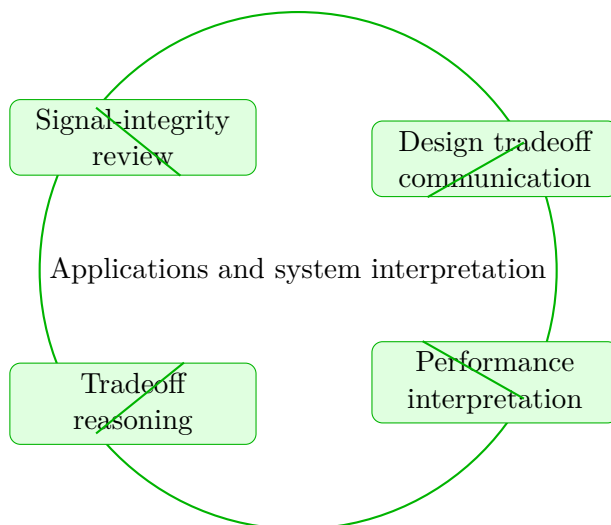 Signal-integrity
review
Design tradeoff
communication
Applications and system interpretation
Tradeoff
reasoning
Performance
interpretation